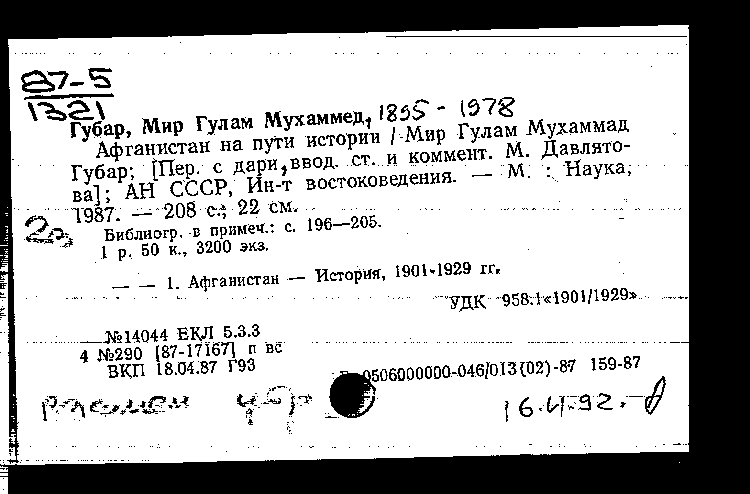 87-5
1321
Губар, Мир Гулам Мухаммед, 1895 - 1978
Афганистан на пути истории / Мир Гулам Мухаммад
Губар; [Пер. с дари, ввод. ст. и коммент. М. Давлято-
ва]; АН СССР, Ин-т востоковедения. — М. : Наука,
1987. — 208 с.; 22 см.
Библиогр. в примеч.: с. 196—205.
1 р. 50 к., 3200 экз.
— — 1. Афганистан — История, 1901-1929 гг.
УДК 958.1«1901/1929»
№14044 ЕКЛ 5.3.3
4 №290 [87-17167] п вс
ВКП 18.04.87 Г93
0506000000-046/013(02)-87 159-87